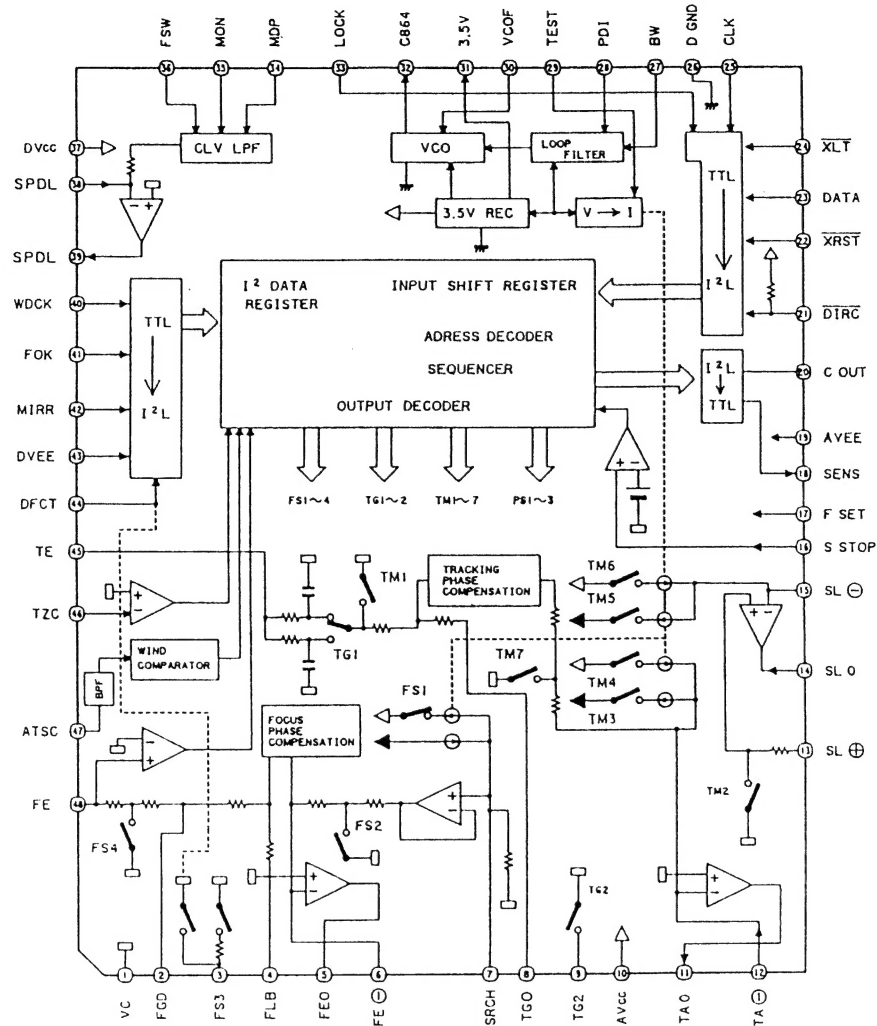 FSW MON MDP LOCK C864 3.5V VCOF TEST PDI BW D GND CLK
36 35 34 33 32 31 30 29 28 27 26 25
DVcc 37
SPDL 38
SPDL 39
WDCK 40
FOK 41
MIRR 42
DVEE 43
DFCT 44
TE 45
TZC 46
ATSC 47
FE 48
CLV LPF
VCO
LOOP
FILTER
3.5V REC
V → I
TTL
I²L
24 XLT
23 DATA
22 XRST
21 DIRC
20 C OUT
19 AVEE
18 SENS
17 F SET
16 S STOP
15 SL ⊖
14 SL O
13 SL ⊕
I² DATA
REGISTER
INPUT SHIFT REGISTER
ADRESS DECODER
SEQUENCER
OUTPUT DECODER
TTL
I²L
I²L
TTL
FS1~4 TG1~2 TM1~7 PS1~3
TM1
TRACKING
PHASE
COMPENSATION
TM6
TM5
TG1
TM7
TM4
TM3
WIND
COMPARATOR
BPF
FS1
FOCUS
PHASE
COMPENSATION
TM2
FS4
FS2
TG2
1 2 3 4 5 6 7 8 9 10 11 12
VC FGD FS3 FLB FEO FE ⊖ SRCH TGO TG2 AVcc TAO TA ⊖